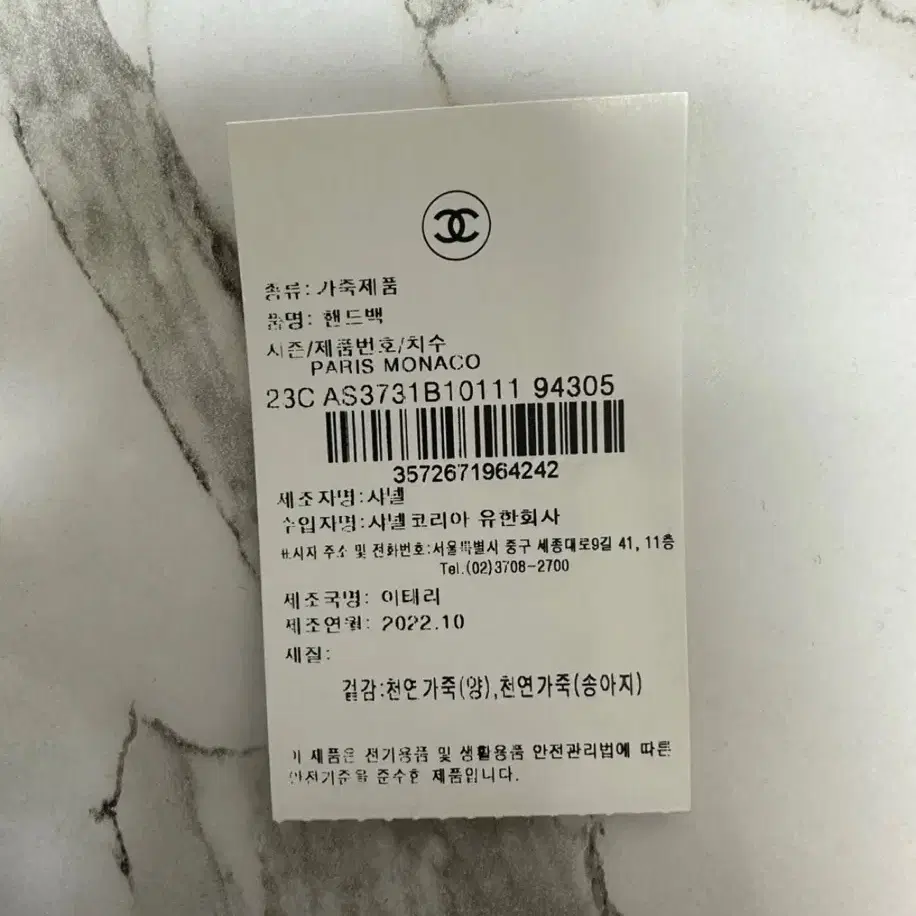 종류: 가죽제품
품명: 핸드백
시즌/제품번호/치수
PARIS MONACO
23C AS3731B10111 94305
3572671964242
제조자명:샤넬
수입자명:샤넬코리아 유한회사
표시자 주소 및 전화번호:서울특별시 중구 세종대로9길 41, 11층
Tel.(02)3708-2700
제조국명: 이태리
제조연월: 2022.10
재질:
겉감:천연가죽(양),천연가죽(송아지)
이 제품은 전기용품 및 생활용품 안전관리법에 따른
안전기준을 준수한 제품입니다.